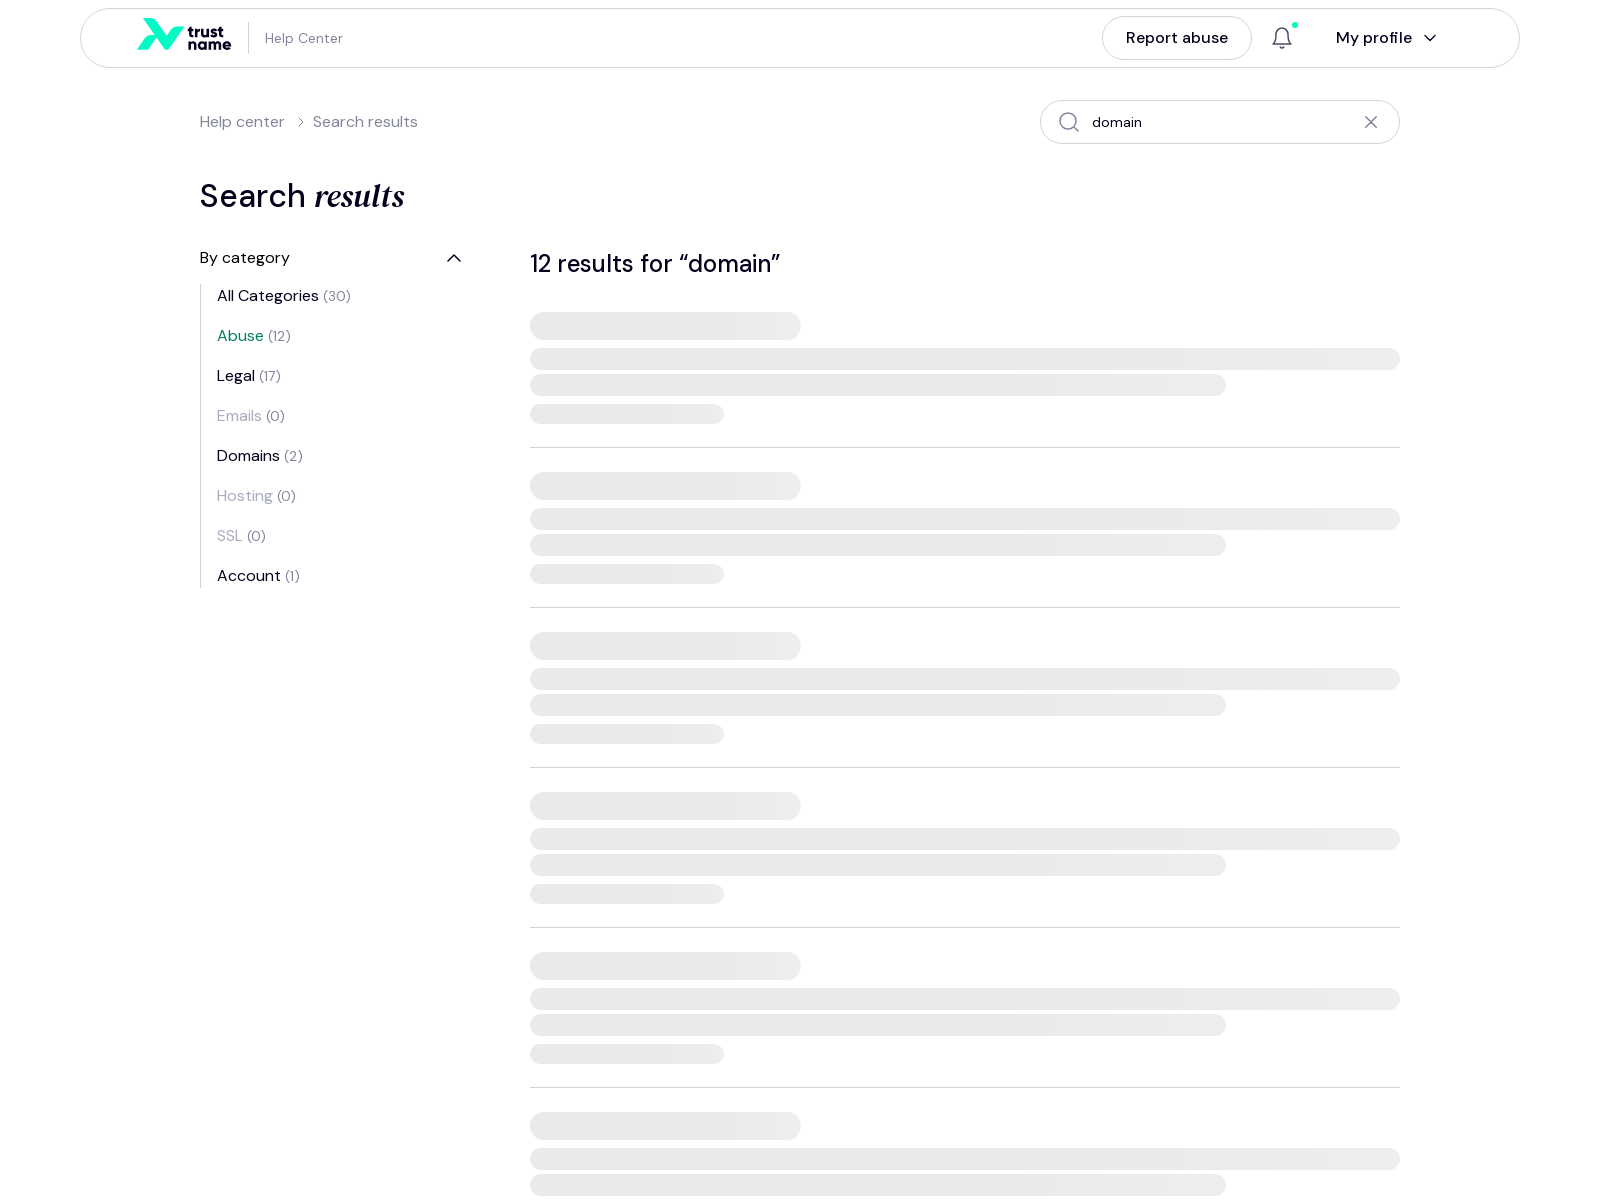 trust
name
Help Center
Report abuse
My profile
Help center
Search results
domain
Search results
By category
12 results for “domain”
All Categories (30)
Abuse (12)
Legal (17)
Emails (0)
Domains (2)
Hosting (0)
SSL (0)
Account (1)